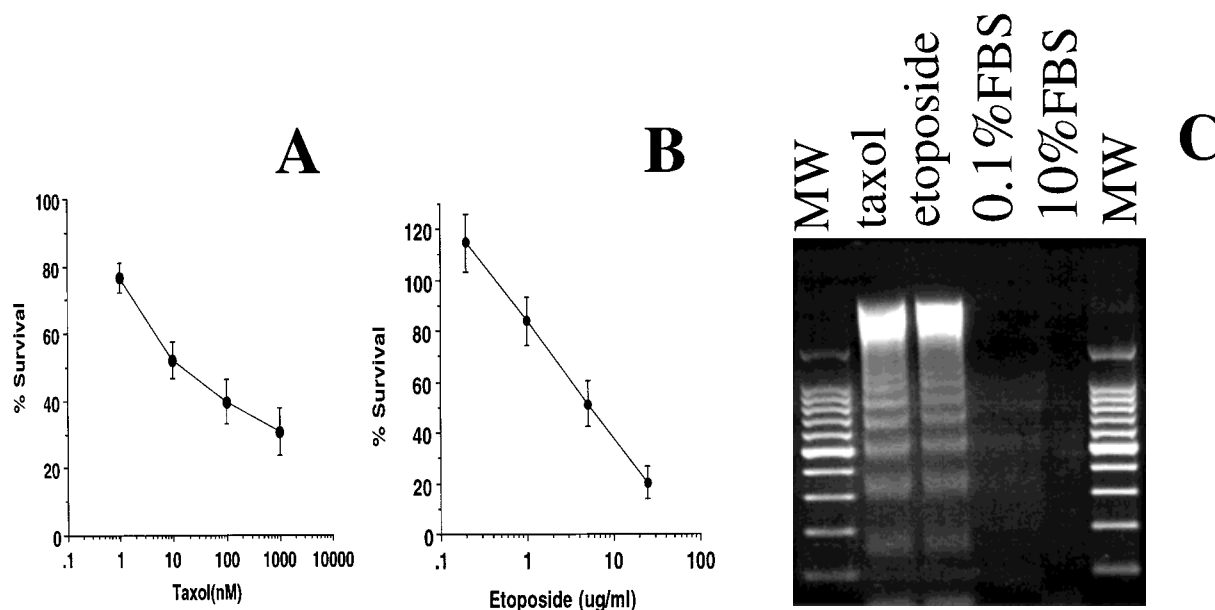 A
100
80
60
40
20
0
% Survival
.1 1 10 100 1000 10000
Taxol(nM)
B
120
100
80
60
40
20
0
% Survival
.1 1 10 100
Etoposide (ug/ml)
C
MW
taxol
etoposide
0.1%FBS
10%FBS
MW